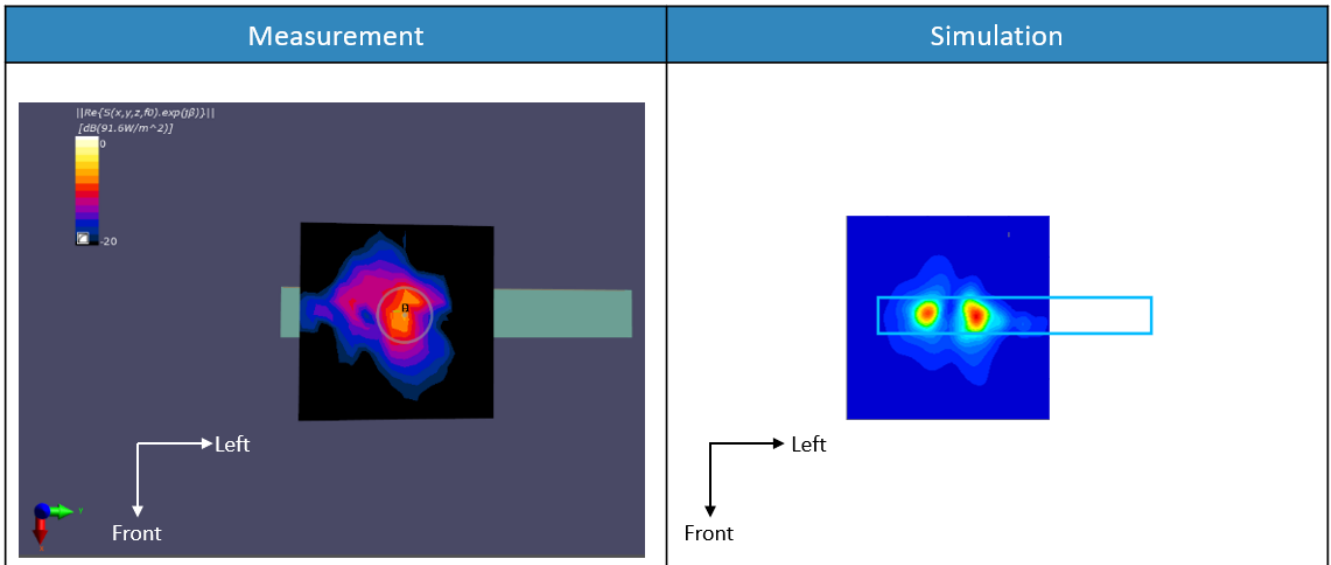 Measurement
Simulation
||Re{S(x,y,z,f0).exp(jβ)}||
[dB(91.6W/m^2)]
0
-20
Left
Front
Y
X
Left
Front